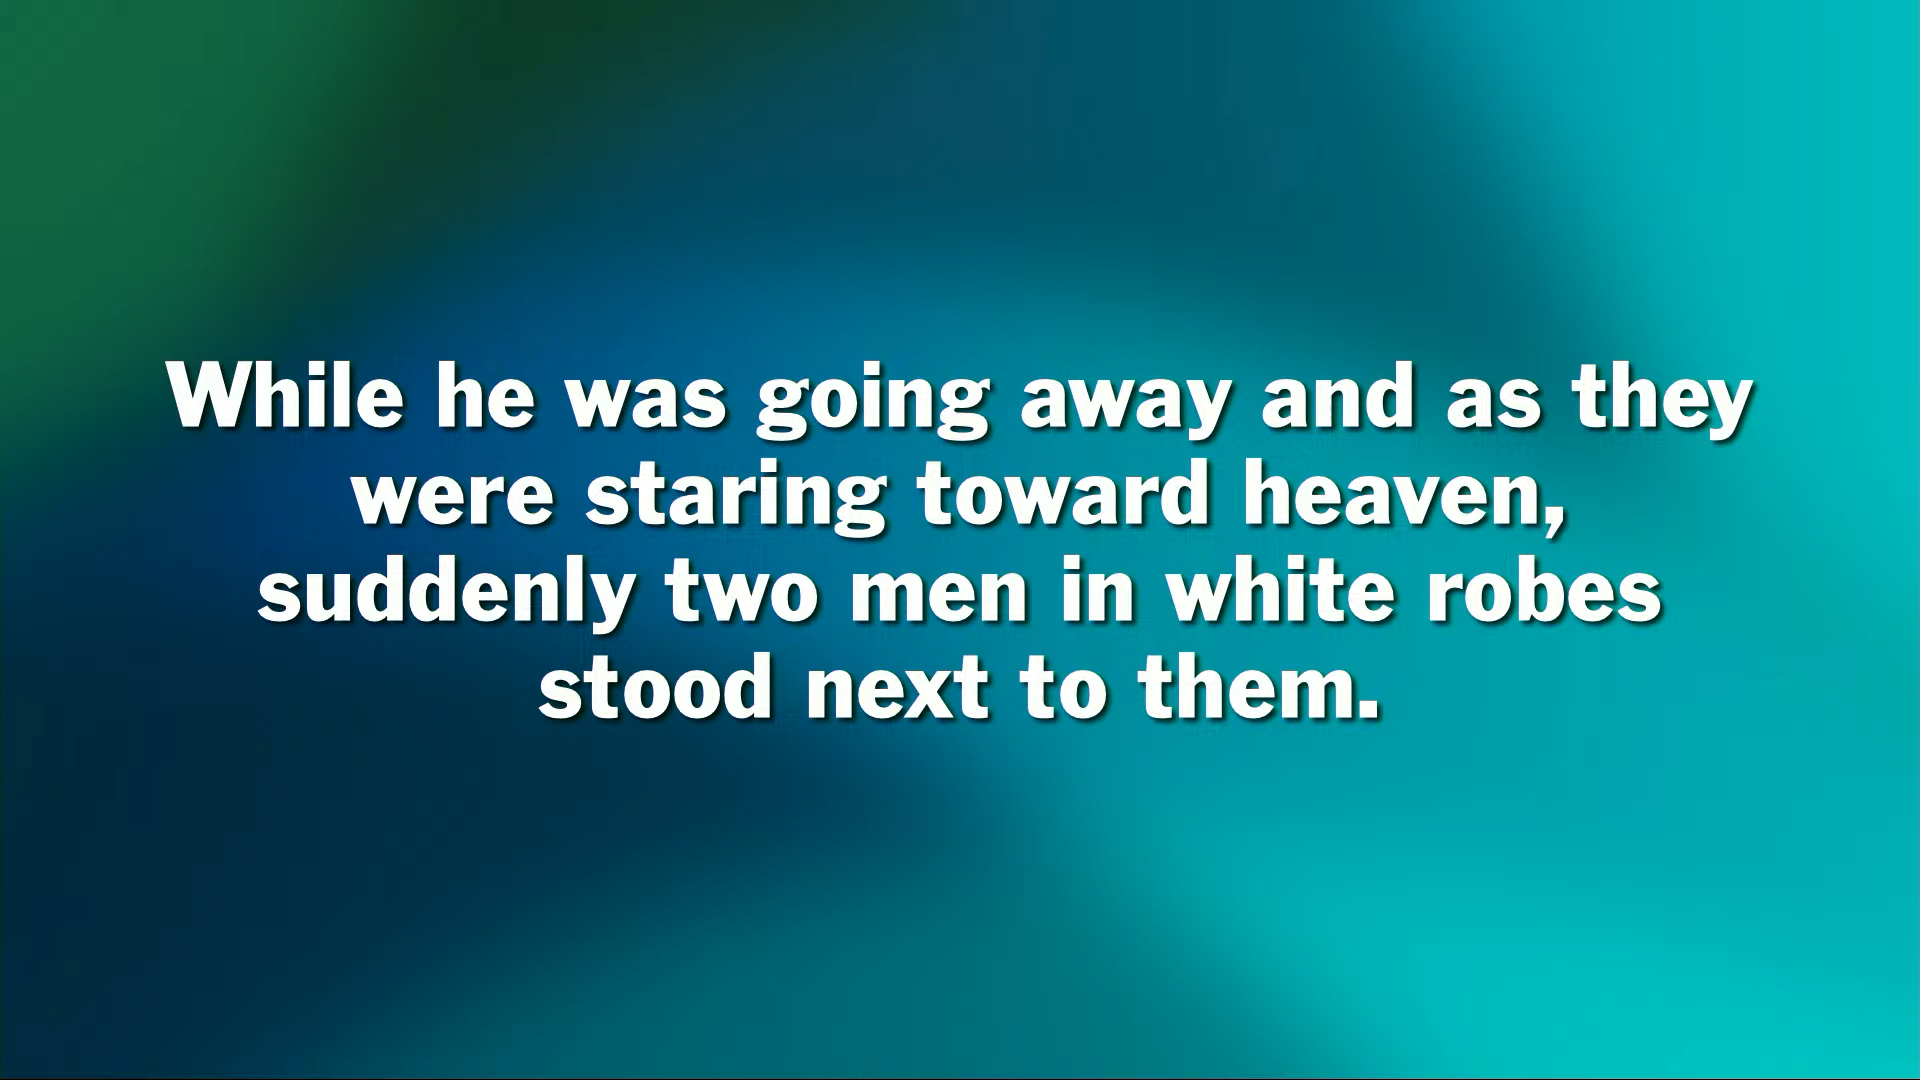 While he was going away and as they
were staring toward heaven,
suddenly two men in white robes
stood next to them.